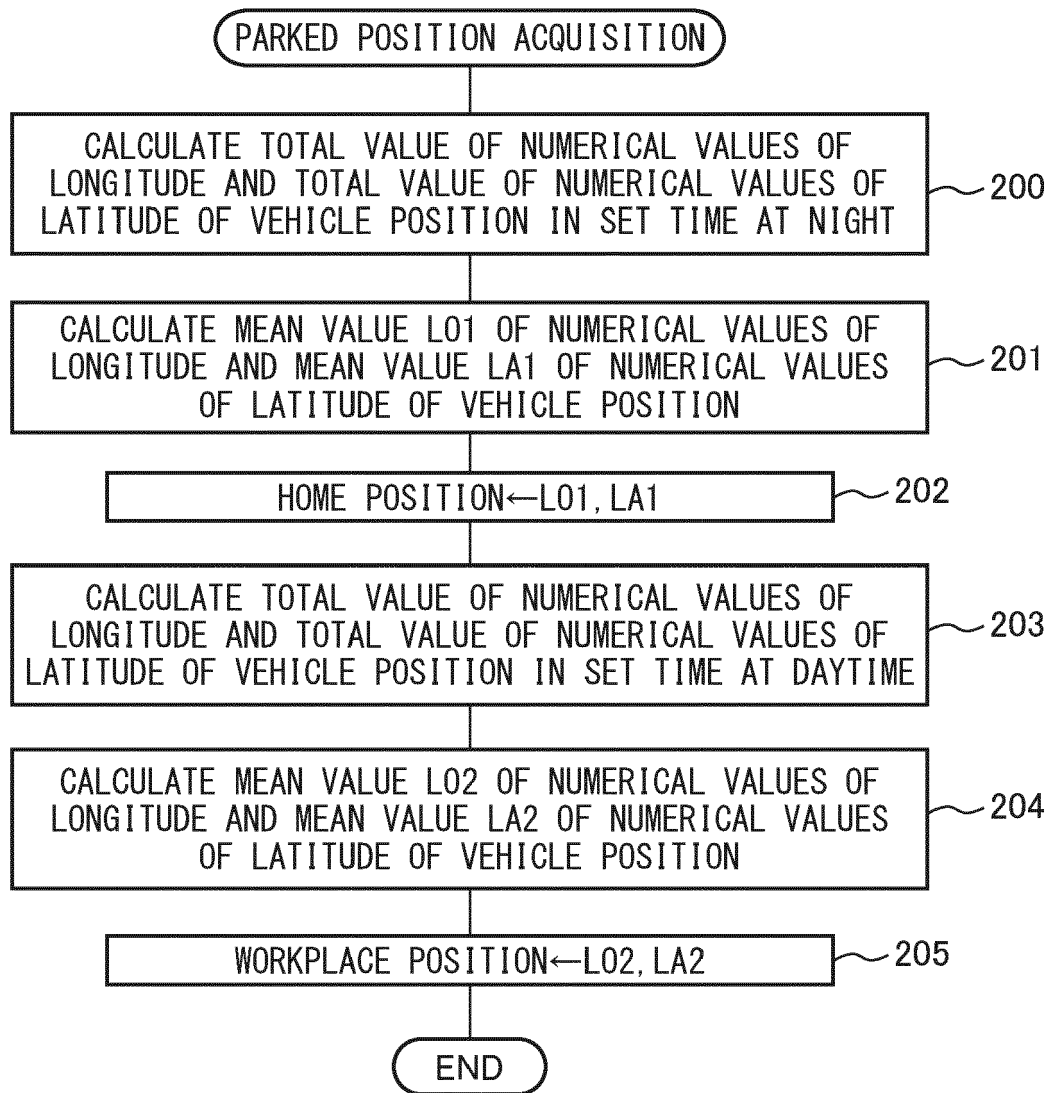 PARKED POSITION ACQUISITION
CALCULATE TOTAL VALUE OF NUMERICAL VALUES OF
LONGITUDE AND TOTAL VALUE OF NUMERICAL VALUES OF
LATITUDE OF VEHICLE POSITION IN SET TIME AT NIGHT
200
CALCULATE MEAN VALUE LO1 OF NUMERICAL VALUES OF
LONGITUDE AND MEAN VALUE LA1 OF NUMERICAL VALUES
OF LATITUDE OF VEHICLE POSITION
201
HOME POSITION←LO1, LA1
202
CALCULATE TOTAL VALUE OF NUMERICAL VALUES OF
LONGITUDE AND TOTAL VALUE OF NUMERICAL VALUES OF
LATITUDE OF VEHICLE POSITION IN SET TIME AT DAYTIME
203
CALCULATE MEAN VALUE LO2 OF NUMERICAL VALUES OF
LONGITUDE AND MEAN VALUE LA2 OF NUMERICAL VALUES
OF LATITUDE OF VEHICLE POSITION
204
WORKPLACE POSITION←LO2, LA2
205
END